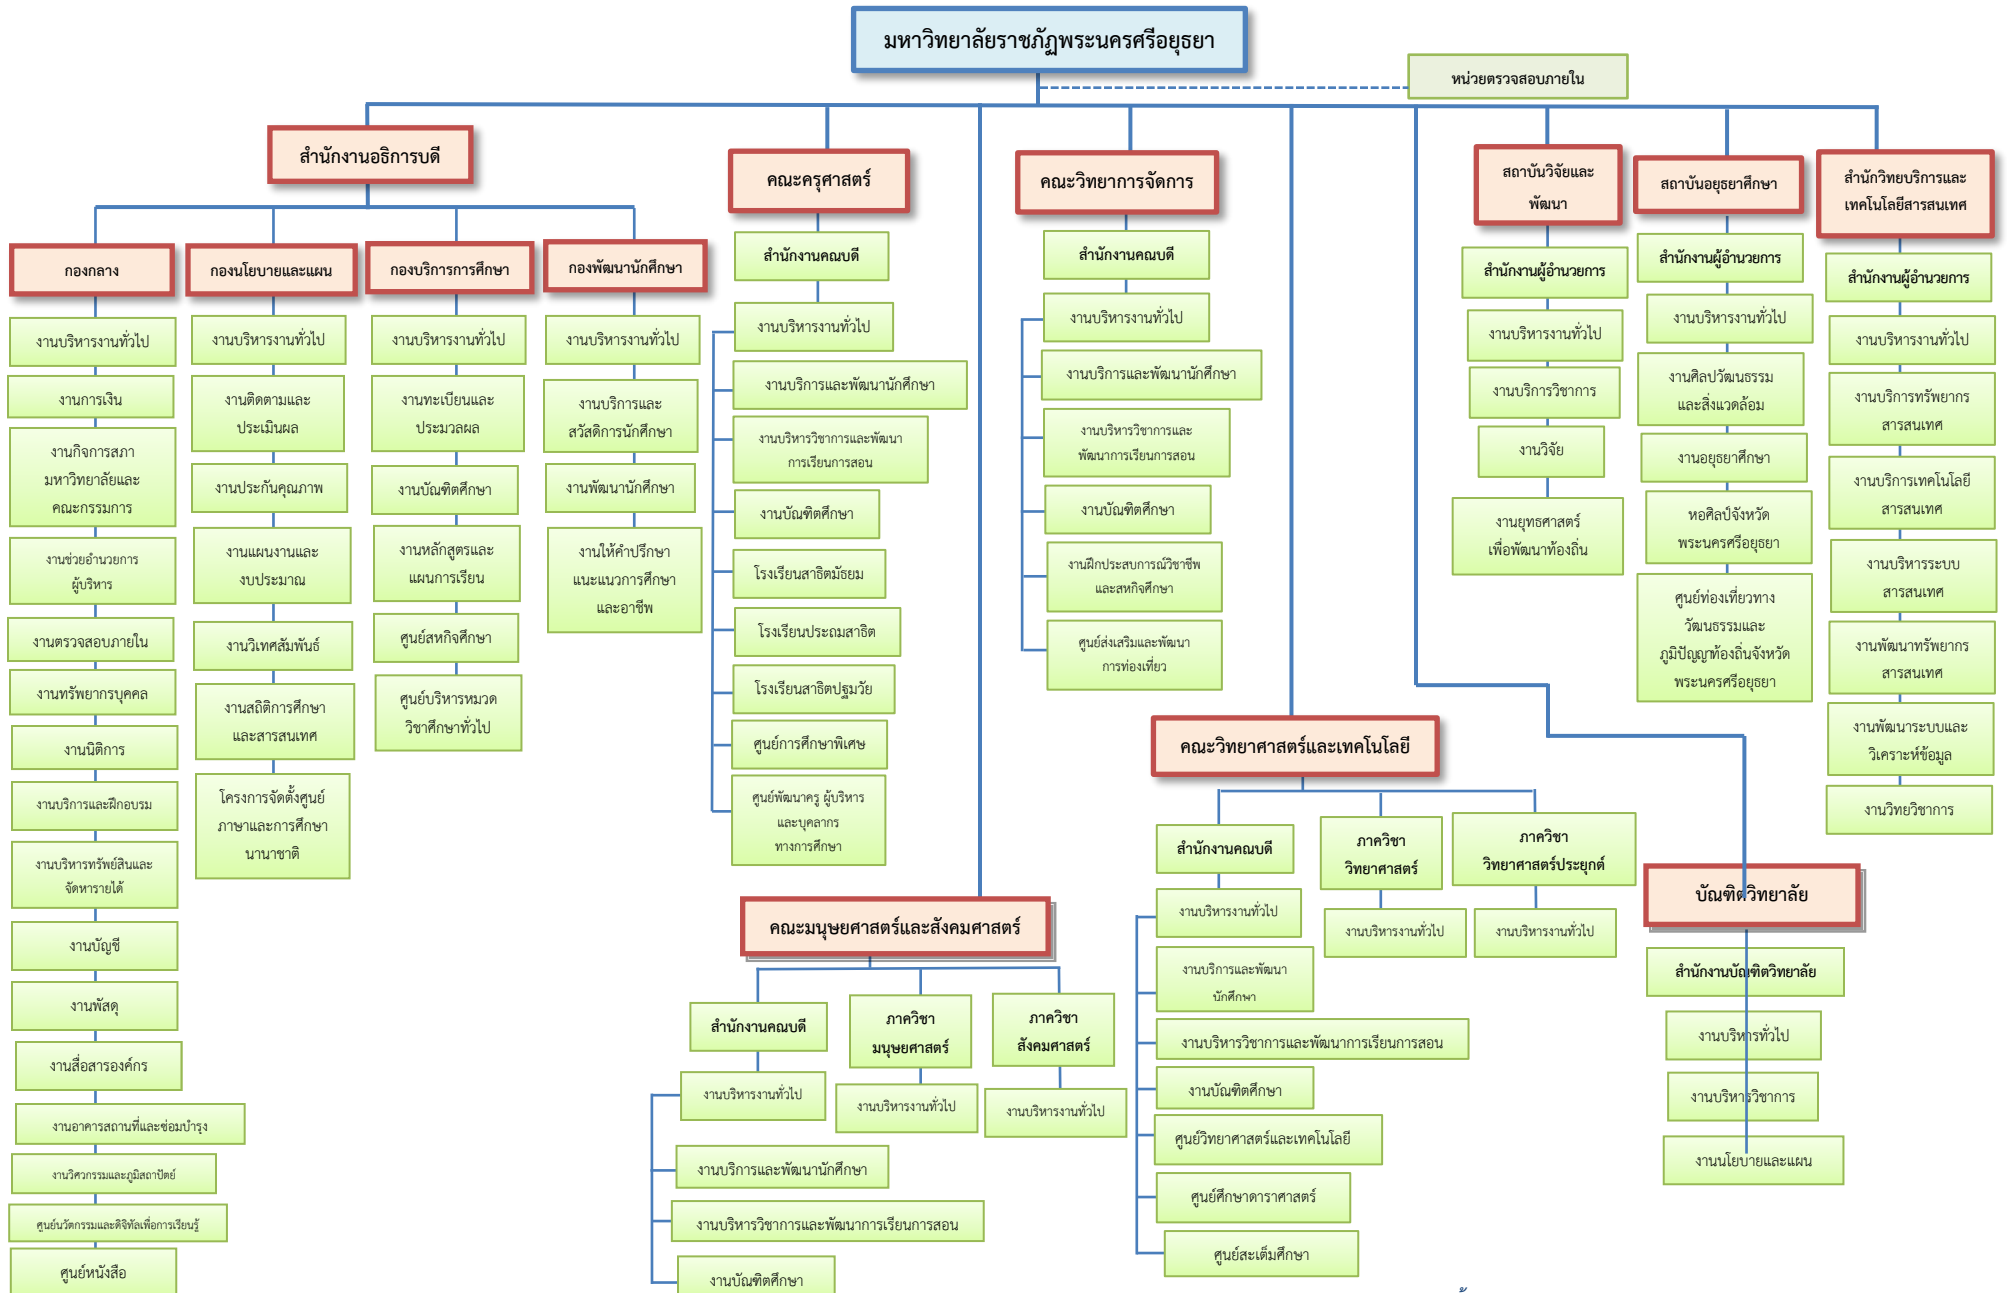 มหาวิทยาลัยราชภัฏพระนครศรีอยุธยา
หน่วยตรวจสอบภายใน
สำนักงานอธิการบดี
กองกลาง
งานบริหารงานทั่วไป
งานการเงิน
งานกิจการสภา
มหาวิทยาลัยและ
คณะกรรมการ
งานช่วยอำนวยการ
ผู้บริหาร
งานตรวจสอบภายใน
งานทรัพยากรบุคคล
งานนิติการ
งานบริการและฝึกอบรม
งานบริหารทรัพย์สินและ
จัดหารายได้
งานบัญชี
งานพัสดุ
งานสื่อสารองค์กร
งานอาคารสถานที่และซ่อมบำรุง
งานวิศวกรรมและภูมิสถาปัตย์
ศูนย์นวัตกรรมและดิจิทัลเพื่อการเรียนรู้
ศูนย์หนังสือ
กองนโยบายและแผน
งานบริหารงานทั่วไป
งานติดตามและ
ประเมินผล
งานประกันคุณภาพ
งานแผนงานและ
งบประมาณ
งานวิเทศสัมพันธ์
งานสถิติการศึกษา
และสารสนเทศ
โครงการจัดตั้งศูนย์
ภาษาและการศึกษา
นานาชาติ
กองบริการการศึกษา
งานบริหารงานทั่วไป
งานทะเบียนและ
ประมวลผล
งานบัณฑิตศึกษา
งานหลักสูตรและ
แผนการเรียน
ศูนย์สหกิจศึกษา
ศูนย์บริหารหมวด
วิชาศึกษาทั่วไป
กองพัฒนานักศึกษา
งานบริหารงานทั่วไป
งานบริการและ
สวัสดิการนักศึกษา
งานพัฒนานักศึกษา
งานให้คำปรึกษา
แนะแนวการศึกษา
และอาชีพ
คณะครุศาสตร์
สำนักงานคณบดี
งานบริหารงานทั่วไป
งานบริการและพัฒนานักศึกษา
งานบริหารวิชาการและพัฒนา
การเรียนการสอน
งานบัณฑิตศึกษา
โรงเรียนสาธิตมัธยม
โรงเรียนประถมสาธิต
โรงเรียนสาธิตปฐมวัย
ศูนย์การศึกษาพิเศษ
ศูนย์พัฒนาครู ผู้บริหาร
และบุคลากร
ทางการศึกษา
คณะมนุษยศาสตร์และสังคมศาสตร์
สำนักงานคณบดี
งานบริหารงานทั่วไป
งานบริการและพัฒนานักศึกษา
งานบริหารวิชาการและพัฒนาการเรียนการสอน
งานบัณฑิตศึกษา
ภาควิชา
มนุษยศาสตร์
งานบริหารงานทั่วไป
ภาควิชา
สังคมศาสตร์
งานบริหารงานทั่วไป
คณะวิทยาการจัดการ
สำนักงานคณบดี
งานบริหารงานทั่วไป
งานบริการและพัฒนานักศึกษา
งานบริหารวิชาการและ
พัฒนาการเรียนการสอน
งานบัณฑิตศึกษา
งานฝึกประสบการณ์วิชาชีพ
และสหกิจศึกษา
ศูนย์ส่งเสริมและพัฒนา
การท่องเที่ยว
คณะวิทยาศาสตร์และเทคโนโลยี
สำนักงานคณบดี
งานบริหารงานทั่วไป
งานบริการและพัฒนา
นักศึกษา
งานบริหารวิชาการและพัฒนาการเรียนการสอน
งานบัณฑิตศึกษา
ศูนย์วิทยาศาสตร์และเทคโนโลยี
ศูนย์ศึกษาดาราศาสตร์
ศูนย์สะเต็มศึกษา
ภาควิชา
วิทยาศาสตร์
งานบริหารงานทั่วไป
ภาควิชา
วิทยาศาสตร์ประยุกต์
งานบริหารงานทั่วไป
บัณฑิตวิทยาลัย
สำนักงานบัณฑิตวิทยาลัย
งานบริหารทั่วไป
งานบริหารวิชาการ
งานนโยบายและแผน
สถาบันวิจัยและ
พัฒนา
สำนักงานผู้อำนวยการ
งานบริหารงานทั่วไป
งานบริการวิชาการ
งานวิจัย
งานยุทธศาสตร์
เพื่อพัฒนาท้องถิ่น
สถาบันอยุธยาศึกษา
สำนักงานผู้อำนวยการ
งานบริหารงานทั่วไป
งานศิลปวัฒนธรรม
และสิ่งแวดล้อม
งานอยุธยาศึกษา
หอศิลป์จังหวัด
พระนครศรีอยุธยา
ศูนย์ท่องเที่ยวทาง
วัฒนธรรมและ
ภูมิปัญญาท้องถิ่นจังหวัด
พระนครศรีอยุธยา
สำนักวิทยบริการและ
เทคโนโลยีสารสนเทศ
สำนักงานผู้อำนวยการ
งานบริหารงานทั่วไป
งานบริการทรัพยากร
สารสนเทศ
งานบริการเทคโนโลยี
สารสนเทศ
งานบริหารระบบ
สารสนเทศ
งานพัฒนาทรัพยากร
สารสนเทศ
งานพัฒนาระบบและ
วิเคราะห์ข้อมูล
งานวิทยวิชาการ